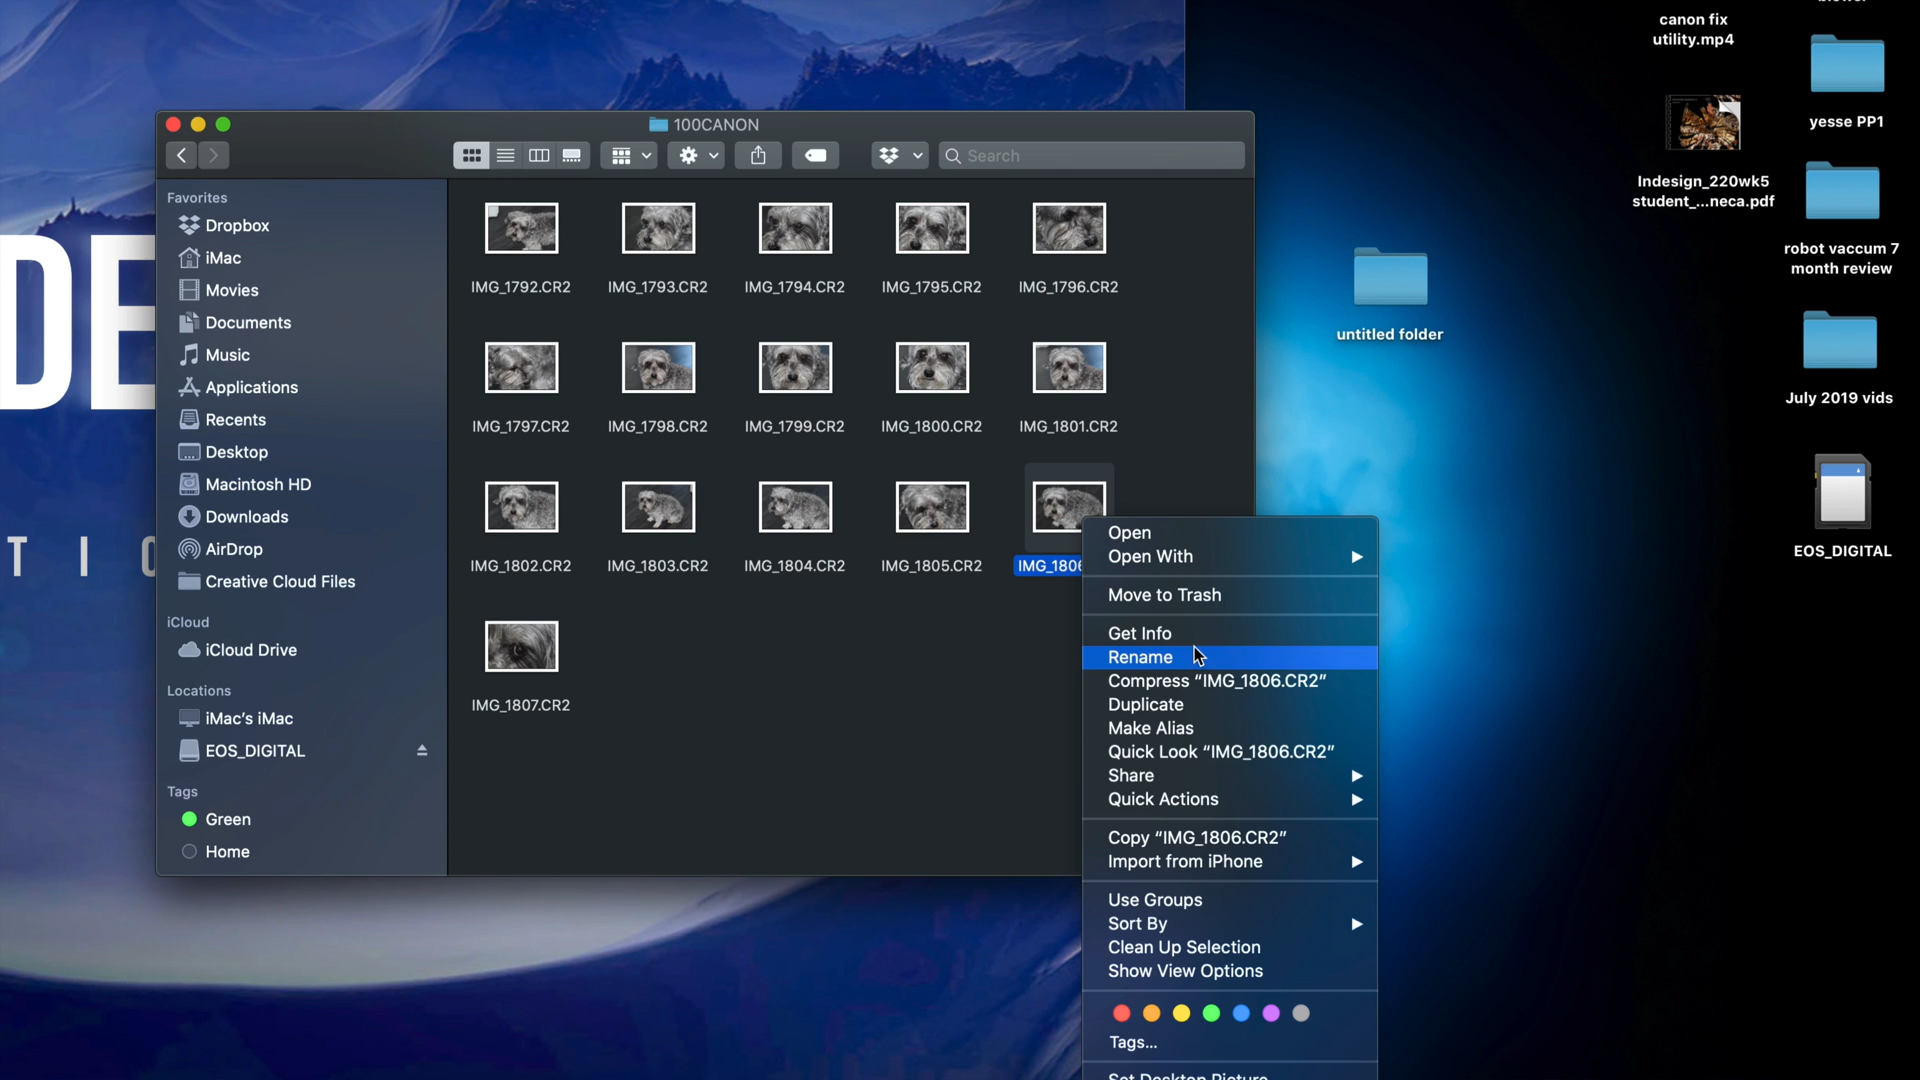 DE
TIO
100CANON
Search
Favorites
Dropbox
iMac
Movies
Documents
Music
Applications
Recents
Desktop
Macintosh HD
Downloads
AirDrop
Creative Cloud Files
iCloud
iCloud Drive
Locations
iMac’s iMac
EOS_DIGITAL
Tags
Green
Home
IMG_1792.CR2
IMG_1793.CR2
IMG_1794.CR2
IMG_1795.CR2
IMG_1796.CR2
IMG_1797.CR2
IMG_1798.CR2
IMG_1799.CR2
IMG_1800.CR2
IMG_1801.CR2
IMG_1802.CR2
IMG_1803.CR2
IMG_1804.CR2
IMG_1805.CR2
IMG_1806
IMG_1807.CR2
Open
Open With
Move to Trash
Get Info
Rename
Compress “IMG_1806.CR2”
Duplicate
Make Alias
Quick Look “IMG_1806.CR2”
Share
Quick Actions
Copy “IMG_1806.CR2”
Import from iPhone
Use Groups
Sort By
Clean Up Selection
Show View Options
Tags...
Set Desktop Picture
untitled folder
canon fix
utility.mp4
Indesign_220wk5
student_...neca.pdf
yesse PP1
robot vaccum 7
month review
July 2019 vids
EOS_DIGITAL